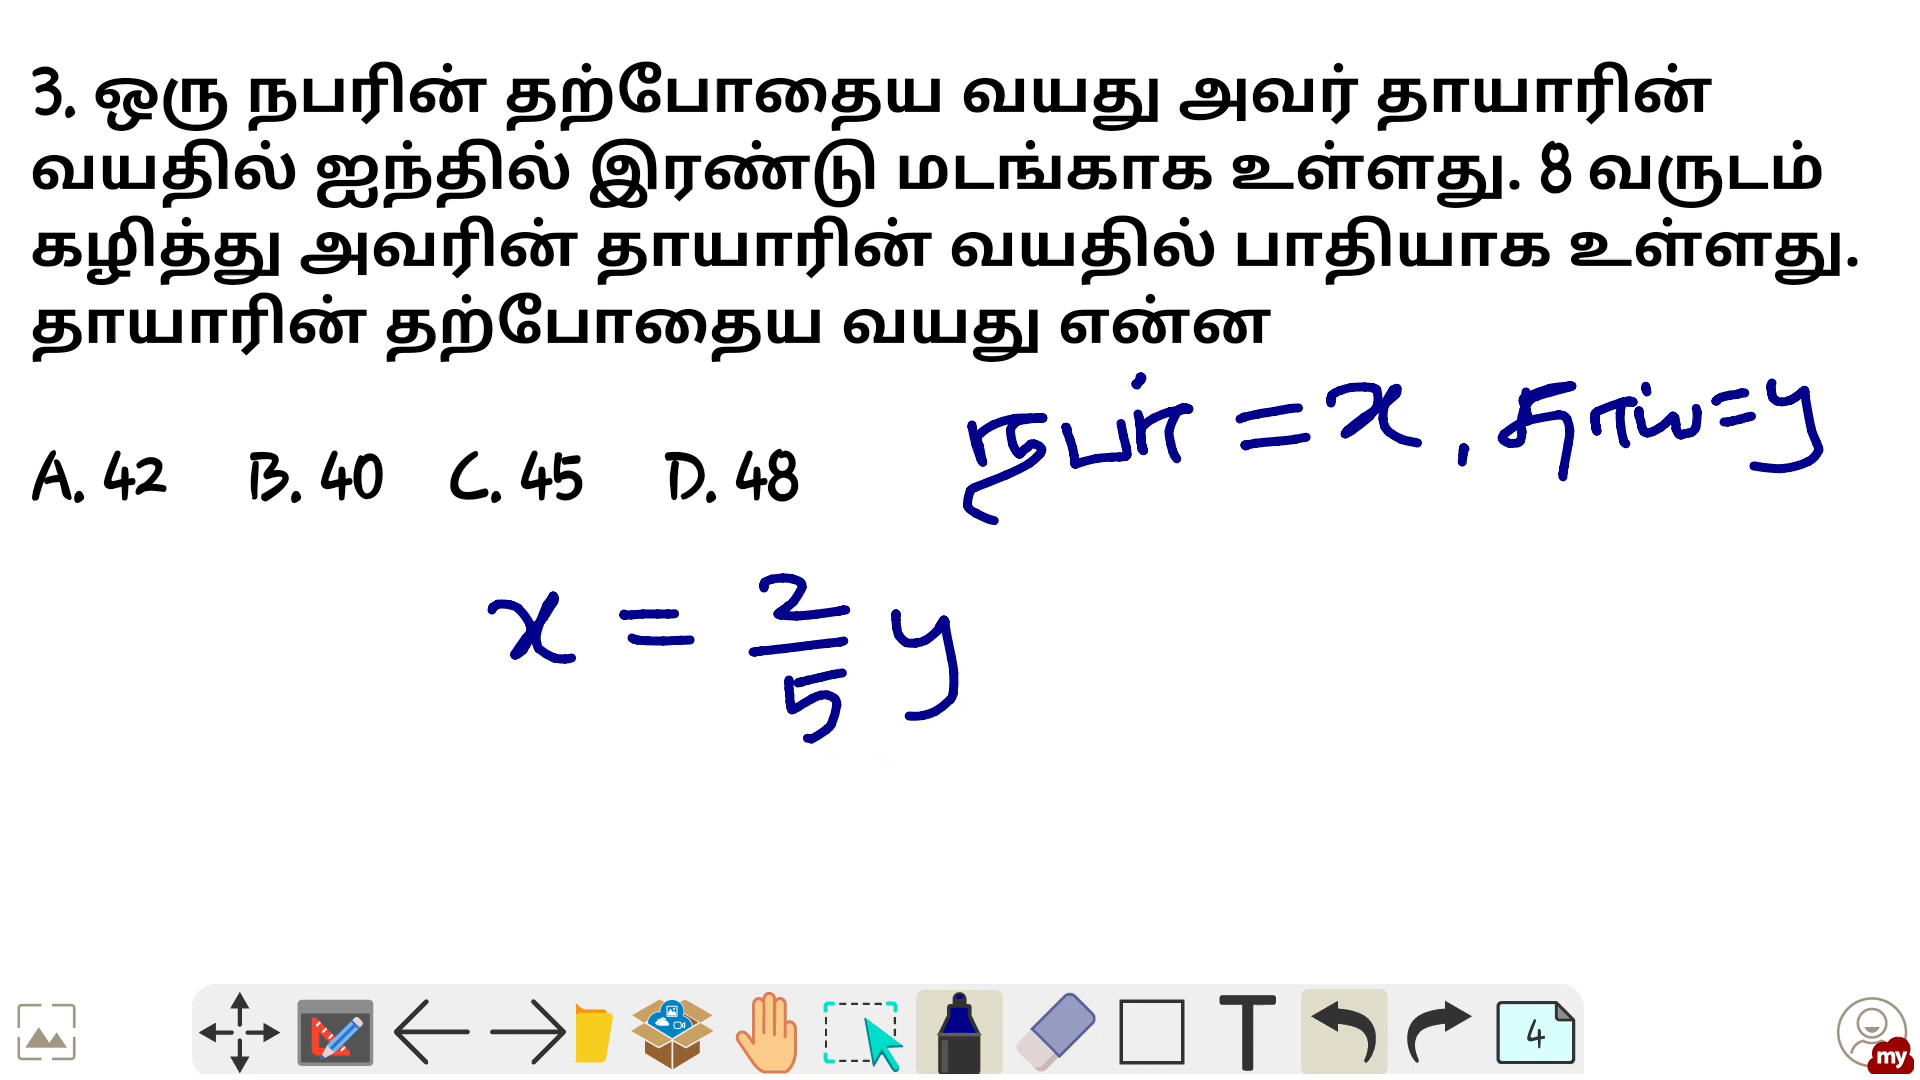 3. ஒரு நபரின் தற்போதைய வயது அவர் தாயாரின்
வயதில் ஐந்தில் இரண்டு மடங்காக உள்ளது. 8 வருடம்
கழித்து அவரின் தாயாரின் வயதில் பாதியாக உள்ளது.
தாயாரின் தற்போதைய வயது என்ன
நபர் = x , தாய் = y
A. 42 B. 40 C. 45 D. 48
x = 2/5 y
4
my